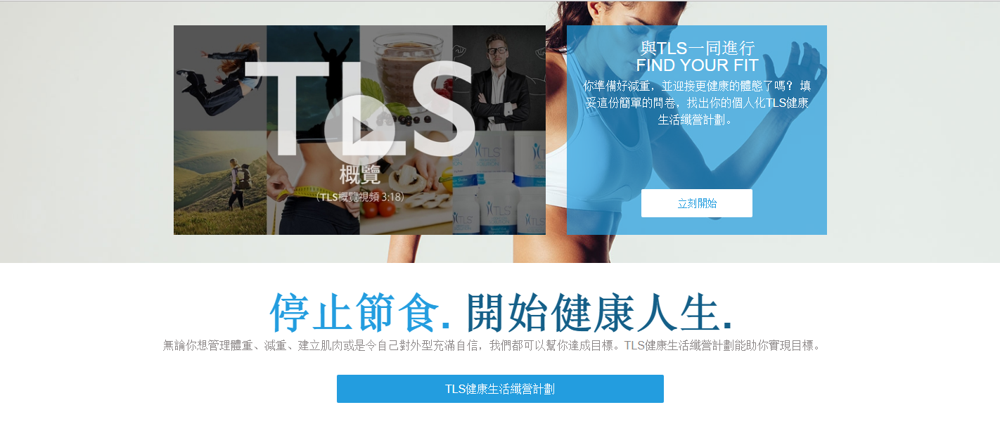 TLS
概覽
（TLS概覽視頻 3:18）
TLS
TLS
TLS
TLS
與TLS一同進行
FIND YOUR FIT
你準備好減重，並迎接更健康的體態了嗎？ 填
妥這份簡單的問卷，找出你的個人化TLS健康
生活纖營計劃。
立刻開始
停止節食. 開始健康人生.
無論你想管理體重、減重、建立肌肉或是令自己對外型充滿自信，我們都可以幫你達成目標。TLS健康生活纖營計劃能助你實現目標。
TLS健康生活纖營計劃